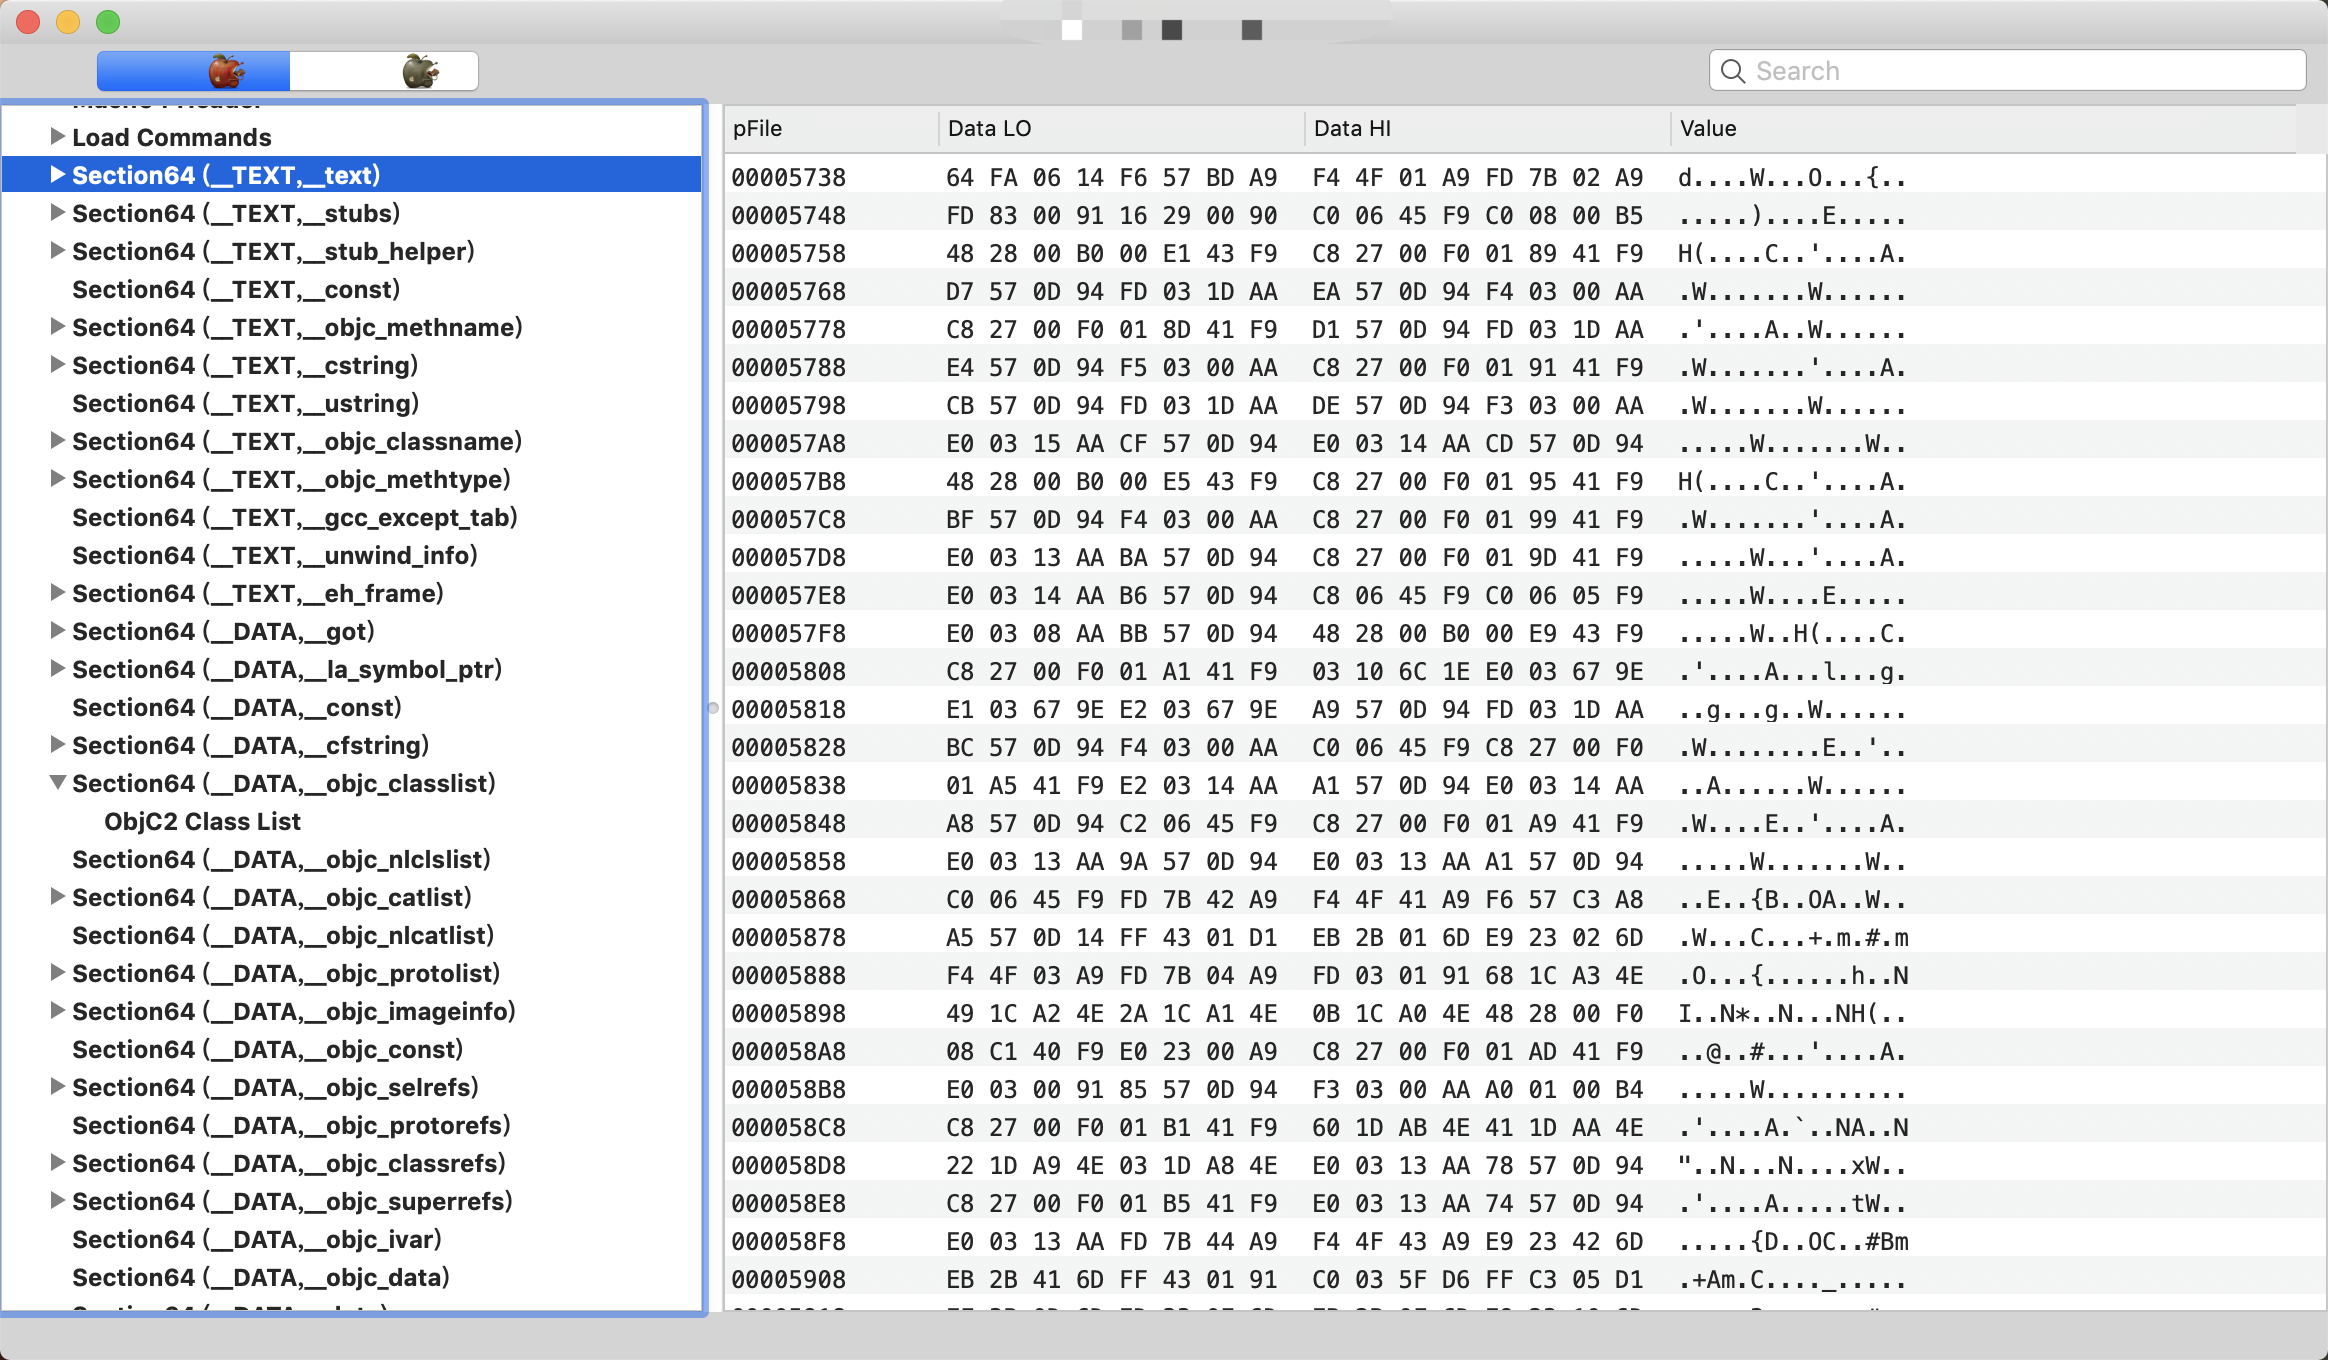 Search
Load Commands
Section64 (__TEXT,__text)
Section64 (__TEXT,__stubs)
Section64 (__TEXT,__stub_helper)
Section64 (__TEXT,__const)
Section64 (__TEXT,__objc_methname)
Section64 (__TEXT,__cstring)
Section64 (__TEXT,__ustring)
Section64 (__TEXT,__objc_classname)
Section64 (__TEXT,__objc_methtype)
Section64 (__TEXT,__gcc_except_tab)
Section64 (__TEXT,__unwind_info)
Section64 (__TEXT,__eh_frame)
Section64 (__DATA,__got)
Section64 (__DATA,__la_symbol_ptr)
Section64 (__DATA,__const)
Section64 (__DATA,__cfstring)
Section64 (__DATA,__objc_classlist)
ObjC2 Class List
Section64 (__DATA,__objc_nlclslist)
Section64 (__DATA,__objc_catlist)
Section64 (__DATA,__objc_nlcatlist)
Section64 (__DATA,__objc_protolist)
Section64 (__DATA,__objc_imageinfo)
Section64 (__DATA,__objc_const)
Section64 (__DATA,__objc_selrefs)
Section64 (__DATA,__objc_protorefs)
Section64 (__DATA,__objc_classrefs)
Section64 (__DATA,__objc_superrefs)
Section64 (__DATA,__objc_ivar)
Section64 (__DATA,__objc_data)
pFile Data LO Data HI Value
00005738 64 FA 06 14 F6 57 BD A9 F4 4F 01 A9 FD 7B 02 A9 d....W...O...{..
00005748 FD 83 00 91 16 29 00 90 C0 06 45 F9 C0 08 00 B5 .....)....E.....
00005758 48 28 00 B0 00 E1 43 F9 C8 27 00 F0 01 89 41 F9 H(....C..'....A.
00005768 D7 57 0D 94 FD 03 1D AA EA 57 0D 94 F4 03 00 AA .W.......W......
00005778 C8 27 00 F0 01 8D 41 F9 D1 57 0D 94 FD 03 1D AA .'....A..W......
00005788 E4 57 0D 94 F5 03 00 AA C8 27 00 F0 01 91 41 F9 .W.......'....A.
00005798 CB 57 0D 94 FD 03 1D AA DE 57 0D 94 F3 03 00 AA .W.......W......
000057A8 E0 03 15 AA CF 57 0D 94 E0 03 14 AA CD 57 0D 94 .....W.......W..
000057B8 48 28 00 B0 00 E5 43 F9 C8 27 00 F0 01 95 41 F9 H(....C..'....A.
000057C8 BF 57 0D 94 F4 03 00 AA C8 27 00 F0 01 99 41 F9 .W.......'....A.
000057D8 E0 03 13 AA BA 57 0D 94 C8 27 00 F0 01 9D 41 F9 .....W...'....A.
000057E8 E0 03 14 AA B6 57 0D 94 C8 06 45 F9 C0 06 05 F9 .....W....E.....
000057F8 E0 03 08 AA BB 57 0D 94 48 28 00 B0 00 E9 43 F9 .....W..H(....C.
00005808 C8 27 00 F0 01 A1 41 F9 03 10 6C 1E E0 03 67 9E .'....A...l...g.
00005818 E1 03 67 9E E2 03 67 9E A9 57 0D 94 FD 03 1D AA ..g...g..W......
00005828 BC 57 0D 94 F4 03 00 AA C0 06 45 F9 C8 27 00 F0 .W........E..'..
00005838 01 A5 41 F9 E2 03 14 AA A1 57 0D 94 E0 03 14 AA ..A......W......
00005848 A8 57 0D 94 C2 06 45 F9 C8 27 00 F0 01 A9 41 F9 .W....E..'....A.
00005858 E0 03 13 AA 9A 57 0D 94 E0 03 13 AA A1 57 0D 94 .....W.......W..
00005868 C0 06 45 F9 FD 7B 42 A9 F4 4F 41 A9 F6 57 C3 A8 ..E..{B..OA..W..
00005878 A5 57 0D 14 FF 43 01 D1 EB 2B 01 6D E9 23 02 6D .W...C...+.m.#.m
00005888 F4 4F 03 A9 FD 7B 04 A9 FD 03 01 91 68 1C A3 4E .O...{......h..N
00005898 49 1C A2 4E 2A 1C A1 4E 0B 1C A0 4E 48 28 00 F0 I..N*..N...NH(..
000058A8 08 C1 40 F9 E0 23 00 A9 C8 27 00 F0 01 AD 41 F9 ..@..#...'....A.
000058B8 E0 03 00 91 85 57 0D 94 F3 03 00 AA A0 01 00 B4 .....W..........
000058C8 C8 27 00 F0 01 B1 41 F9 60 1D AB 4E 41 1D AA 4E .'....A.`..NA..N
000058D8 22 1D A9 4E 03 1D A8 4E E0 03 13 AA 78 57 0D 94 "..N...N....xW..
000058E8 C8 27 00 F0 01 B5 41 F9 E0 03 13 AA 74 57 0D 94 .'....A.....tW..
000058F8 E0 03 13 AA FD 7B 44 A9 F4 4F 43 A9 E9 23 42 6D .....{D..OC..#Bm
00005908 EB 2B 41 6D FF 43 01 91 C0 03 5F D6 FF C3 05 D1 .+Am.C...._.....